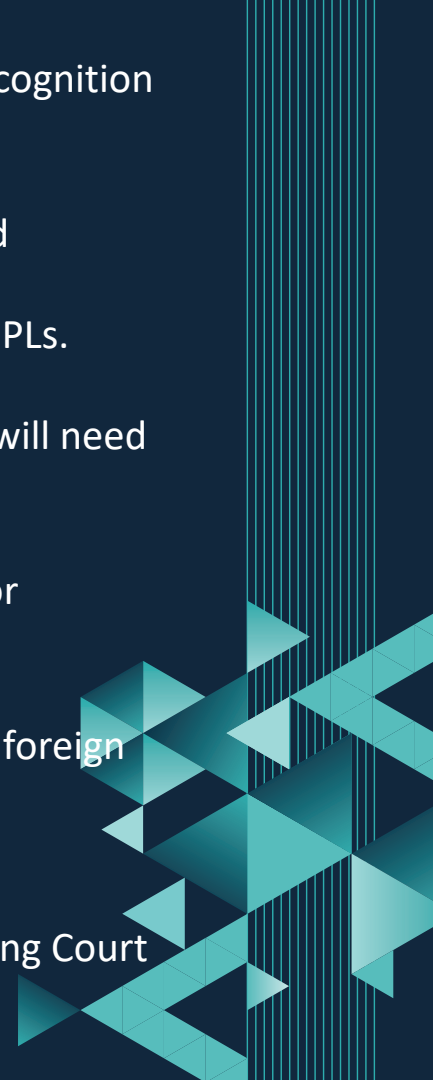 cognition
d
PLs.
will need
or
foreign
ng Court